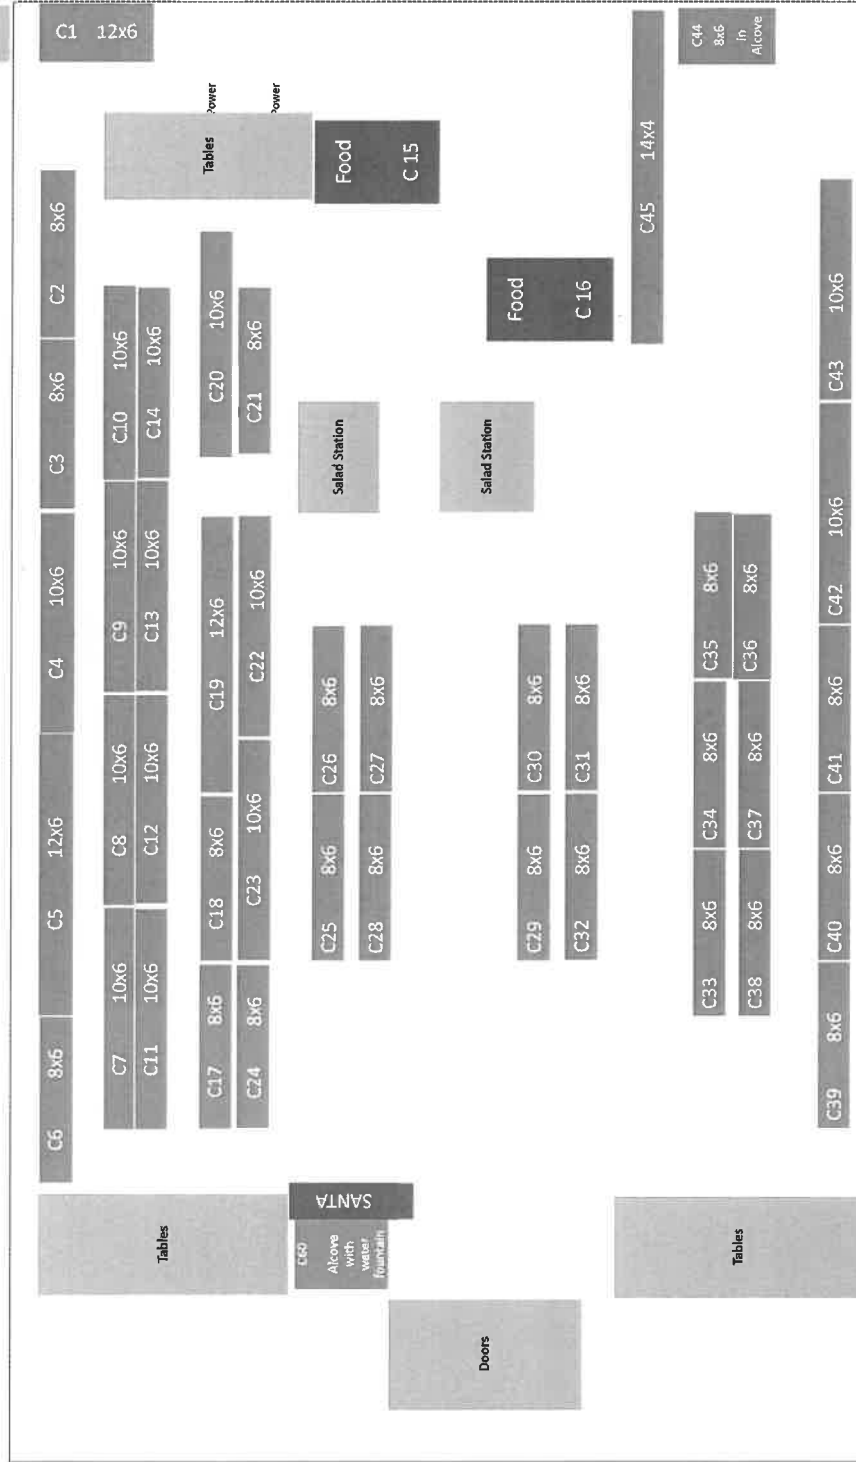 C1 12x6
C44
8x6
in
Alcove
C45 14x4
Power
Power
Tables
Food
C 15
Food
C 16
C2 8x6
C3 8x6
C4 10x6
C5 12x6
C6 8x6
C10 10x6
C9 10x6
C8 10x6
C7 10x6
C14 10x6
C13 10x6
C12 10x6
C11 10x6
C20 10x6
C19 12x6
C18 8x6
C17 8x6
C21 8x6
C22 10x6
C23 10x6
C24 8x6
Salad Station
Salad Station
C26 8x6
C25 8x6
C27 8x6
C28 8x6
C30 8x6
C29 8x6
C31 8x6
C32 8x6
C35 8x6
C34 8x6
C33 8x6
C36 8x6
C37 8x6
C38 8x6
C43 10x6
C42 10x6
C41 8x6
C40 8x6
C39 8x6
Tables
SANTA
C60
Alcove
with
water
fountain
Doors
Tables